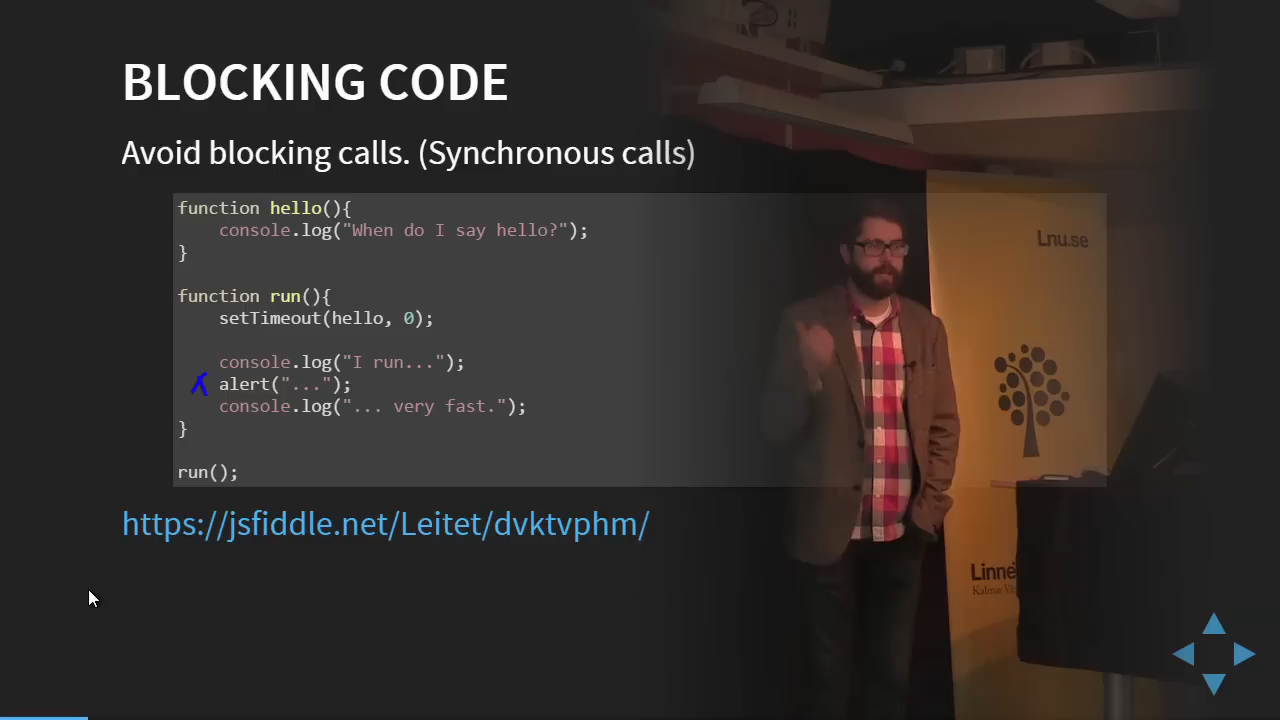 BLOCKING CODE
Avoid blocking calls. (Synchronous calls)
function hello(){
    console.log("When do I say hello?");
}
function run(){
    setTimeout(hello, 0);
    console.log("I run...");
    alert("...");
    console.log("... very fast.");
}
run();
https://jsfiddle.net/Leitet/dvktvphm/
Lnu.se
Linne